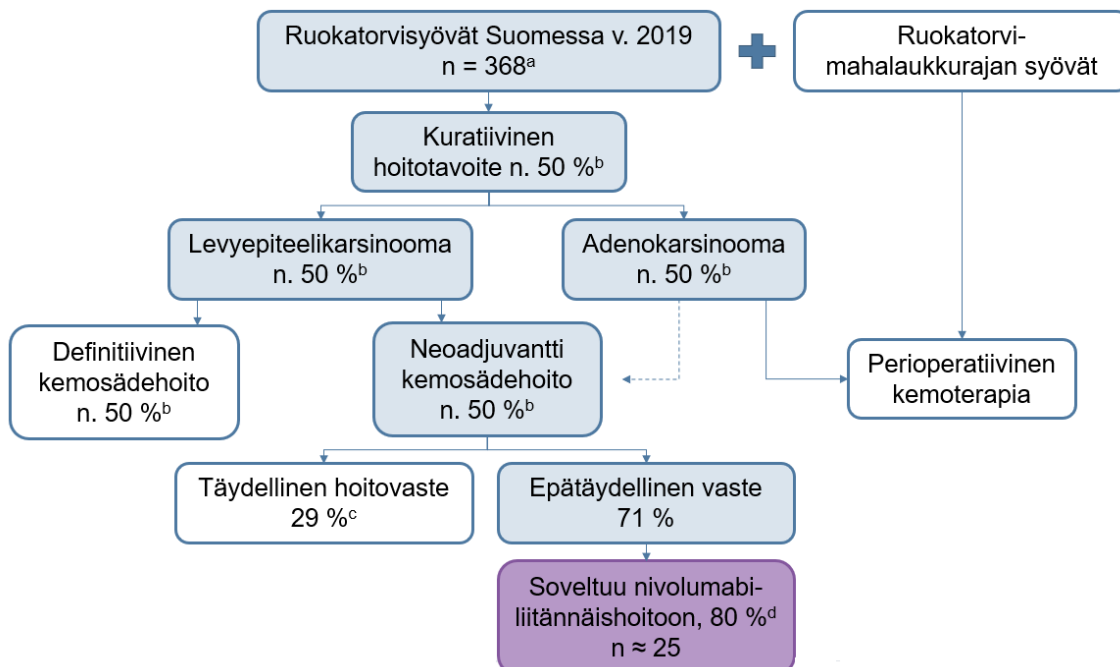 Ruokatorvisyövät Suomessa v. 2019
n = 368ᵃ
Ruokatorvi-
mahalaukkurajan syövät
Kuratiivinen
hoitotavoite n. 50 %ᵇ
Levyepiteelikarsinooma
n. 50 %ᵇ
Adenokarsinooma
n. 50 %ᵇ
Definitiivinen
kemosädehoito
n. 50 %ᵇ
Neoadjuvantti
kemosädehoito
n. 50 %ᵇ
Perioperatiivinen
kemoterapia
Täydellinen hoitovaste
29 %ᶜ
Epätäydellinen vaste
71 %
Soveltuu nivolumabi-
liitännäishoitoon, 80 %ᵈ
n ≈ 25